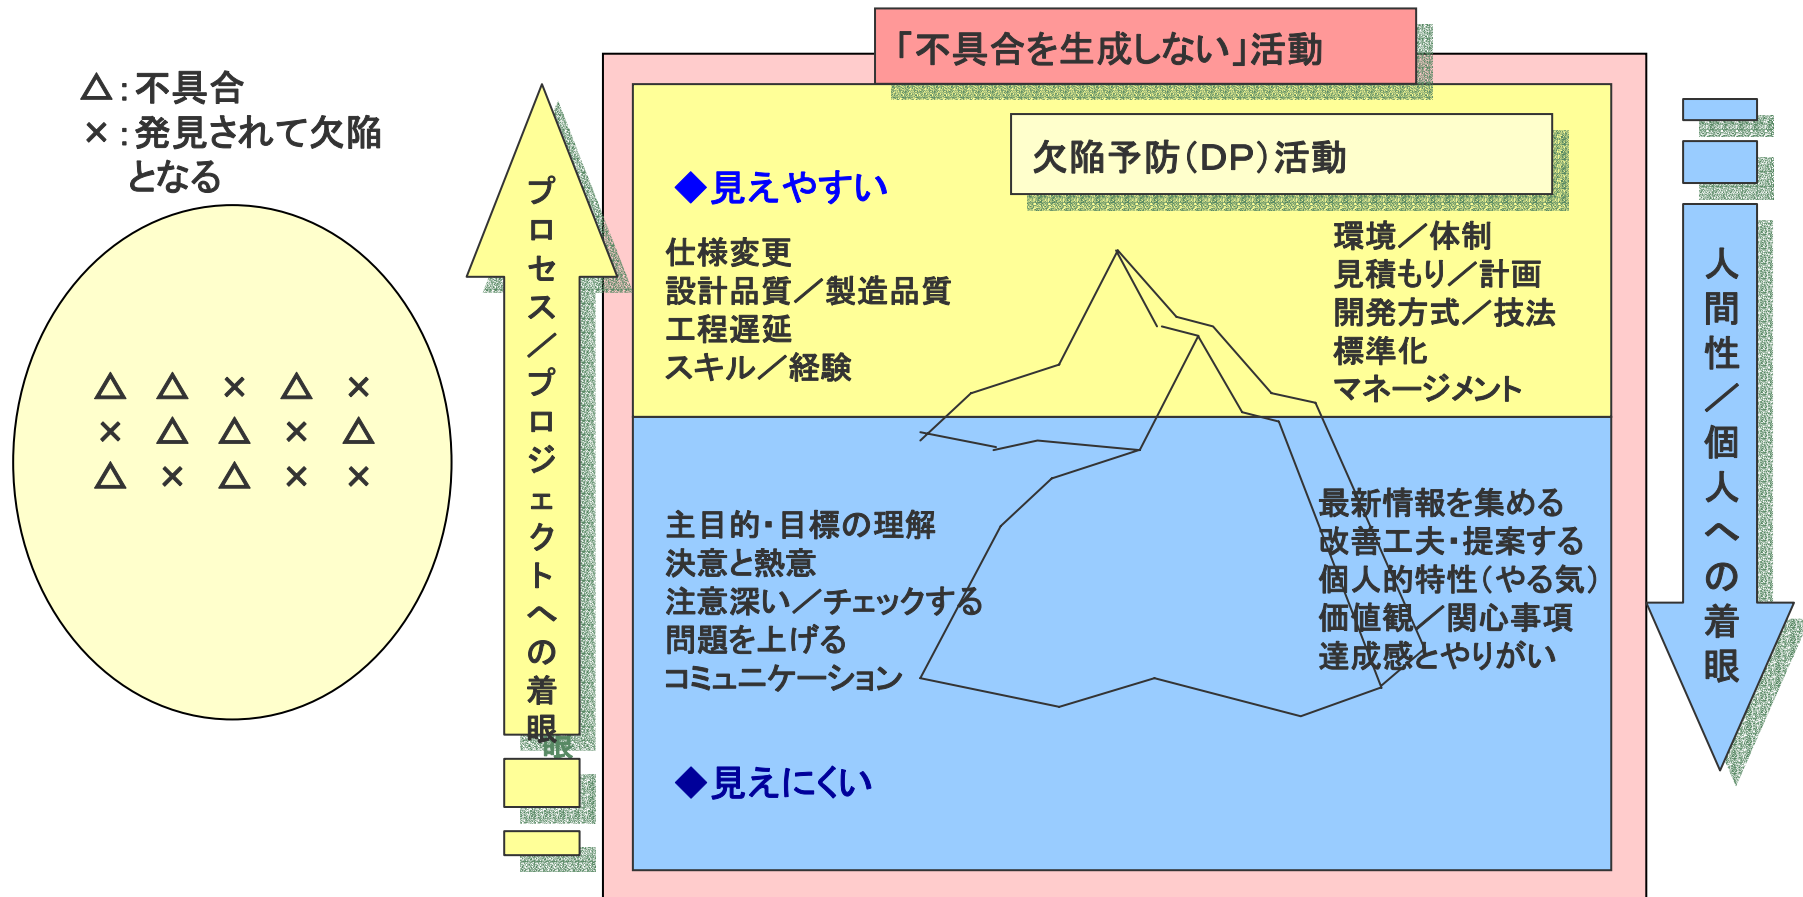 「不具合を生成しない」活動
△：不具合
×：発見されて欠陥
となる
△ △ × △ ×
× △ △ × △
△ × △ × ×
プロセス／プロジェクトへの着眼
欠陥予防（DP）活動
◆見えやすい
仕様変更
設計品質／製造品質
工程遅延
スキル／経験
環境／体制
見積もり／計画
開発方式／技法
標準化
マネージメント
主目的・目標の理解
決意と熱意
注意深い／チェックする
問題を上げる
コミュニケーション
最新情報を集める
改善工夫・提案する
個人的特性（やる気）
価値観／関心事項
達成感とやりがい
◆見えにくい
人間性／個人への着眼